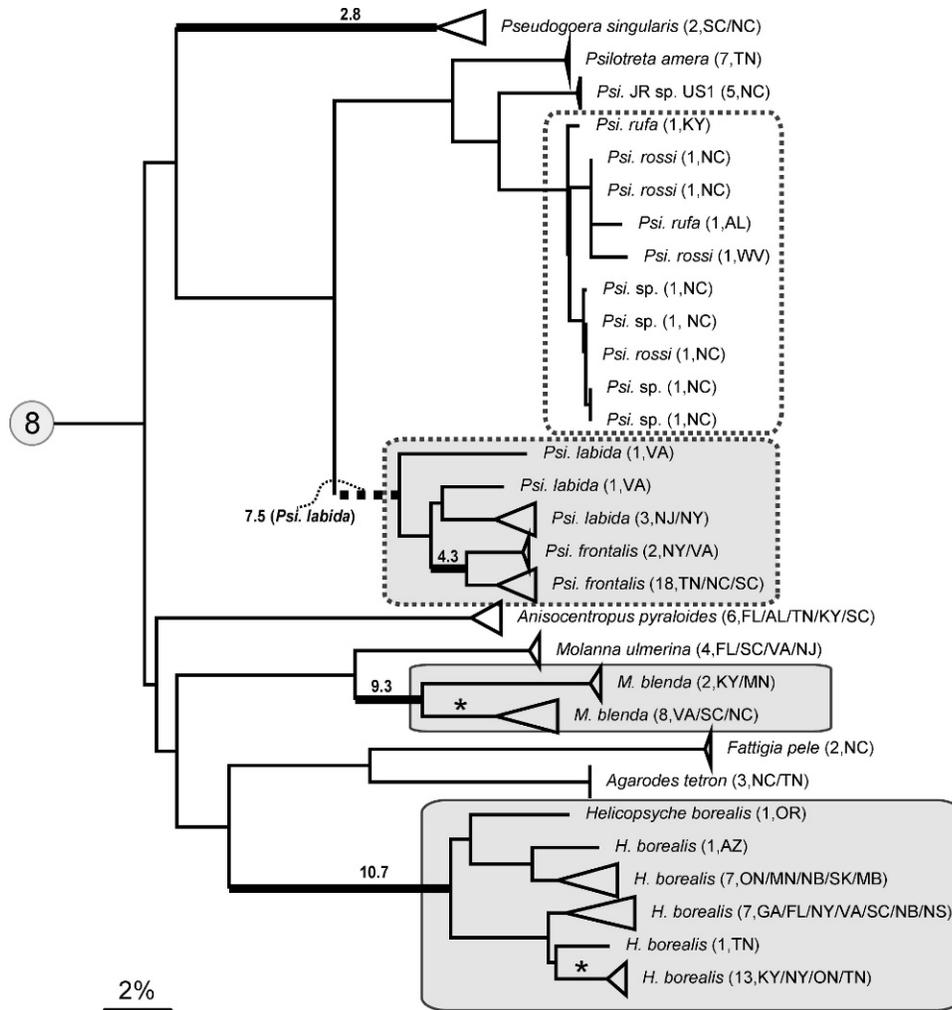 2.8
Pseudogoera singularis (2,SC/NC)
Psilotreta amera (7,TN)
Psi. JR sp. US1 (5,NC)
Psi. rufa (1,KY)
Psi. rossi (1,NC)
Psi. rossi (1,NC)
Psi. rufa (1,AL)
Psi. rossi (1,WV)
Psi. sp. (1,NC)
Psi. sp. (1, NC)
Psi. rossi (1,NC)
Psi. sp. (1,NC)
Psi. sp. (1,NC)
8
Psi. labida (1,VA)
Psi. labida (1,VA)
7.5 (Psi. labida)
Psi. labida (3,NJ/NY)
4.3
Psi. frontalis (2,NY/VA)
Psi. frontalis (18,TN/NC/SC)
Anisocentropus pyraloides (6,FL/AL/TN/KY/SC)
Molanna ulmerina (4,FL/SC/VA/NJ)
9.3
M. blenda (2,KY/MN)
*
M. blenda (8,VA/SC/NC)
Fattigia pele (2,NC)
Agarodes tetron (3,NC/TN)
Helicopsyche borealis (1,OR)
H. borealis (1,AZ)
10.7
H. borealis (7,ON/MN/NB/SK/MB)
H. borealis (7,GA/FL/NY/VA/SC/NB/NS)
H. borealis (1,TN)
*
H. borealis (13,KY/NY/ON/TN)
2%